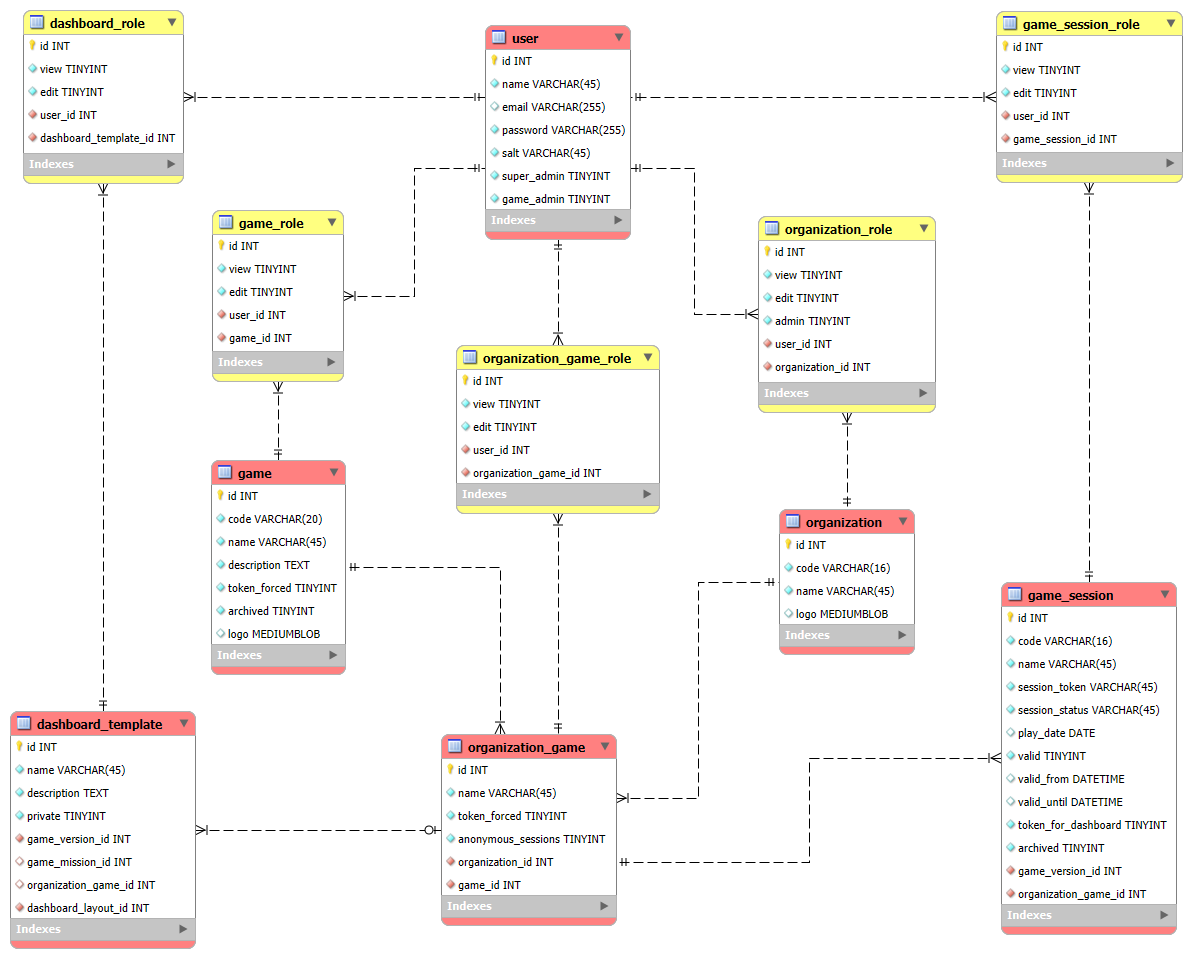 dashboard_role
id INT
view TINYINT
edit TINYINT
user_id INT
dashboard_template_id INT
Indexes
user
id INT
name VARCHAR(45)
email VARCHAR(255)
password VARCHAR(255)
salt VARCHAR(45)
super_admin TINYINT
game_admin TINYINT
Indexes
game_session_role
id INT
view TINYINT
edit TINYINT
user_id INT
game_session_id INT
Indexes
game_role
id INT
view TINYINT
edit TINYINT
user_id INT
game_id INT
Indexes
organization_role
id INT
view TINYINT
edit TINYINT
admin TINYINT
user_id INT
organization_id INT
Indexes
organization_game_role
id INT
view TINYINT
edit TINYINT
user_id INT
organization_game_id INT
Indexes
game
id INT
code VARCHAR(20)
name VARCHAR(45)
description TEXT
token_forced TINYINT
archived TINYINT
logo MEDIUMBLOB
Indexes
organization
id INT
code VARCHAR(16)
name VARCHAR(45)
logo MEDIUMBLOB
Indexes
game_session
id INT
code VARCHAR(16)
name VARCHAR(45)
session_token VARCHAR(45)
session_status VARCHAR(45)
play_date DATE
valid TINYINT
valid_from DATETIME
valid_until DATETIME
token_for_dashboard TINYINT
archived TINYINT
game_version_id INT
organization_game_id INT
Indexes
dashboard_template
id INT
name VARCHAR(45)
description TEXT
private TINYINT
game_version_id INT
game_mission_id INT
organization_game_id INT
dashboard_layout_id INT
Indexes
organization_game
id INT
name VARCHAR(45)
token_forced TINYINT
anonymous_sessions TINYINT
organization_id INT
game_id INT
Indexes